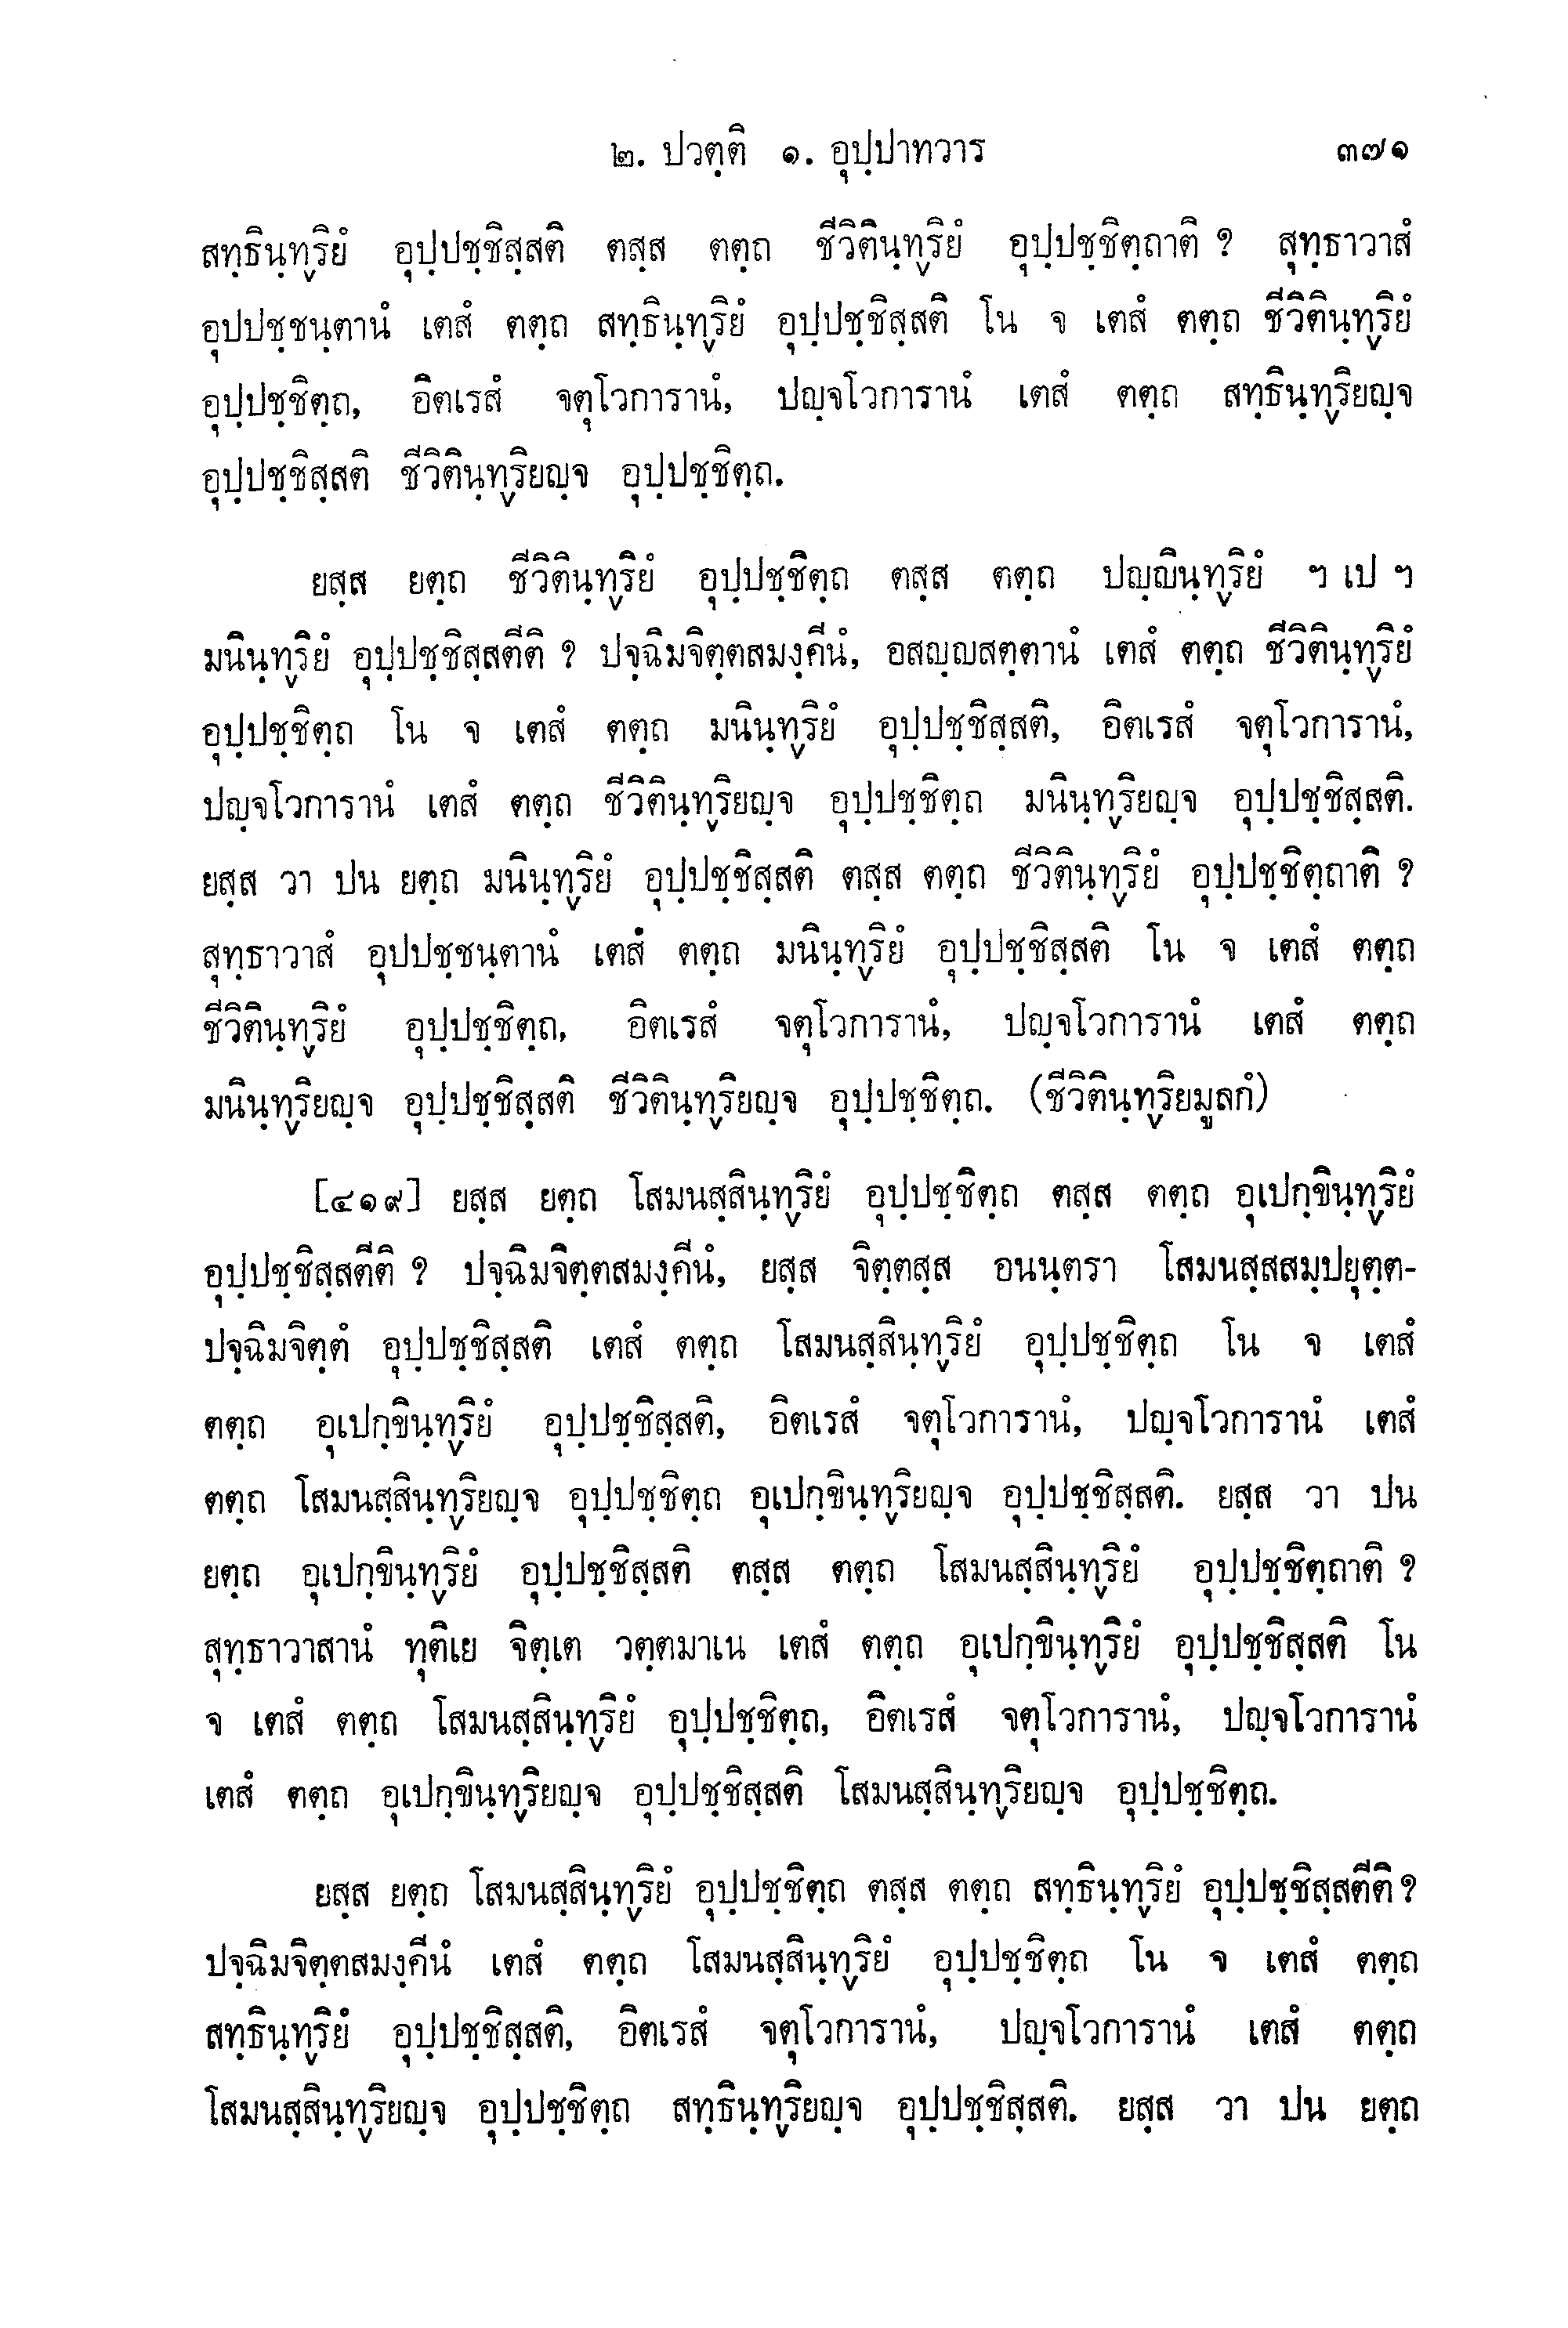 ๒. ปวตฺติ ๑. อุปฺปาทวาร ๓๗๑
สทฺธินฺทฺริยํ อุปฺปชฺชิสฺสติ ตสฺส ตตฺถ ชีวิตินฺทฺริยํ อุปฺปชฺชิตฺถาติ ? สุทฺธาวาสํ
อุปปชฺชนฺตานํ เตสํ ตตฺถ สทฺธินฺทฺริยํ อุปฺปชฺชิสฺสติ โน จ เตสํ ตตฺถ ชีวิตินฺทฺริยํ
อุปฺปชฺชิตฺถ, อิตเรสํ จตุโวการานํ, ปญฺจโวการานํ เตสํ ตตฺถ สทฺธินฺทฺริยญฺจ
อุปฺปชฺชิสฺสติ ชีวิตินฺทฺริยญฺจ อุปฺปชฺชิตฺถ.
ยสฺส ยตฺถ ชีวิตินฺทฺริยํ อุปฺปชฺชิตฺถ ตสฺส ตตฺถ ปญฺญินฺทฺริยํ ฯ เป ฯ
มนินฺทฺริยํ อุปฺปชฺชิสฺสตีติ ? ปจฺฉิมจิตฺตสมงฺคีนํ, อสญฺญสตฺตานํ เตสํ ตตฺถ ชีวิตินฺทฺริยํ
อุปฺปชฺชิตฺถ โน จ เตสํ ตตฺถ มนินฺทฺริยํ อุปฺปชฺชิสฺสติ, อิตเรสํ จตุโวการานํ,
ปญฺจโวการานํ เตสํ ตตฺถ ชีวิตินฺทฺริยญฺจ อุปฺปชฺชิตฺถ มนินฺทฺริยญฺจ อุปฺปชฺชิสฺสติ.
ยสฺส วา ปน ยตฺถ มนินฺทฺริยํ อุปฺปชฺชิสฺสติ ตสฺส ตตฺถ ชีวิตินฺทฺริยํ อุปฺปชฺชิตฺถาติ ?
สุทฺธาวาสํ อุปปชฺชนฺตานํ เตสํ ตตฺถ มนินฺทฺริยํ อุปฺปชฺชิสฺสติ โน จ เตสํ ตตฺถ
ชีวิตินฺทฺริยํ อุปฺปชฺชิตฺถ, อิตเรสํ จตุโวการานํ, ปญฺจโวการานํ เตสํ ตตฺถ
มนินฺทฺริยญฺจ อุปฺปชฺชิสฺสติ ชีวิตินฺทฺริยญฺจ อุปฺปชฺชิตฺถ. (ชีวิตินฺทฺริยมูลกํ)
[๔๑๙] ยสฺส ยตฺถ โสมนสฺสินฺทฺริยํ อุปฺปชฺชิตฺถ ตสฺส ตตฺถ อุเปกฺขินฺทฺริยํ
อุปฺปชฺชิสฺสตีติ ? ปจฺฉิมจิตฺตสมงฺคีนํ, ยสฺส จิตฺตสฺส อนนฺตรา โสมนสฺสสมฺปยุตฺต-
ปจฺฉิมจิตฺตํ อุปฺปชฺชิสฺสติ เตสํ ตตฺถ โสมนสฺสินฺทฺริยํ อุปฺปชฺชิตฺถ โน จ เตสํ
ตตฺถ อุเปกฺขินฺทฺริยํ อุปฺปชฺชิสฺสติ, อิตเรสํ จตุโวการานํ, ปญฺจโวการานํ เตสํ
ตตฺถ โสมนสฺสินฺทฺริยญฺจ อุปฺปชฺชิตฺถ อุเปกฺขินฺทฺริยญฺจ อุปฺปชฺชิสฺสติ. ยสฺส วา ปน
ยตฺถ อุเปกฺขินฺทฺริยํ อุปฺปชฺชิสฺสติ ตสฺส ตตฺถ โสมนสฺสินฺทฺริยํ อุปฺปชฺชิตฺถาติ ?
สุทฺธาวาสานํ ทุติเย จิตฺเต วตฺตมาเน เตสํ ตตฺถ อุเปกฺขินฺทฺริยํ อุปฺปชฺชิสฺสติ โน
จ เตสํ ตตฺถ โสมนสฺสินฺทฺริยํ อุปฺปชฺชิตฺถ, อิตเรสํ จตุโวการานํ, ปญฺจโวการานํ
เตสํ ตตฺถ อุเปกฺขินฺทฺริยญฺจ อุปฺปชฺชิสฺสติ โสมนสฺสินฺทฺริยญฺจ อุปฺปชฺชิตฺถ.
ยสฺส ยตฺถ โสมนสฺสินฺทฺริยํ อุปฺปชฺชิตฺถ ตสฺส ตตฺถ สทฺธินฺทฺริยํ อุปฺปชฺชิสฺสตีติ ?
ปจฺฉิมจิตฺตสมงฺคีนํ เตสํ ตตฺถ โสมนสฺสินฺทฺริยํ อุปฺปชฺชิตฺถ โน จ เตสํ ตตฺถ
สทฺธินฺทฺริยํ อุปฺปชฺชิสฺสติ, อิตเรสํ จตุโวการานํ, ปญฺจโวการานํ เตสํ ตตฺถ
โสมนสฺสินฺทฺริยญฺจ อุปฺปชฺชิตฺถ สทฺธินฺทฺริยญฺจ อุปฺปชฺชิสฺสติ. ยสฺส วา ปน ยตฺถ